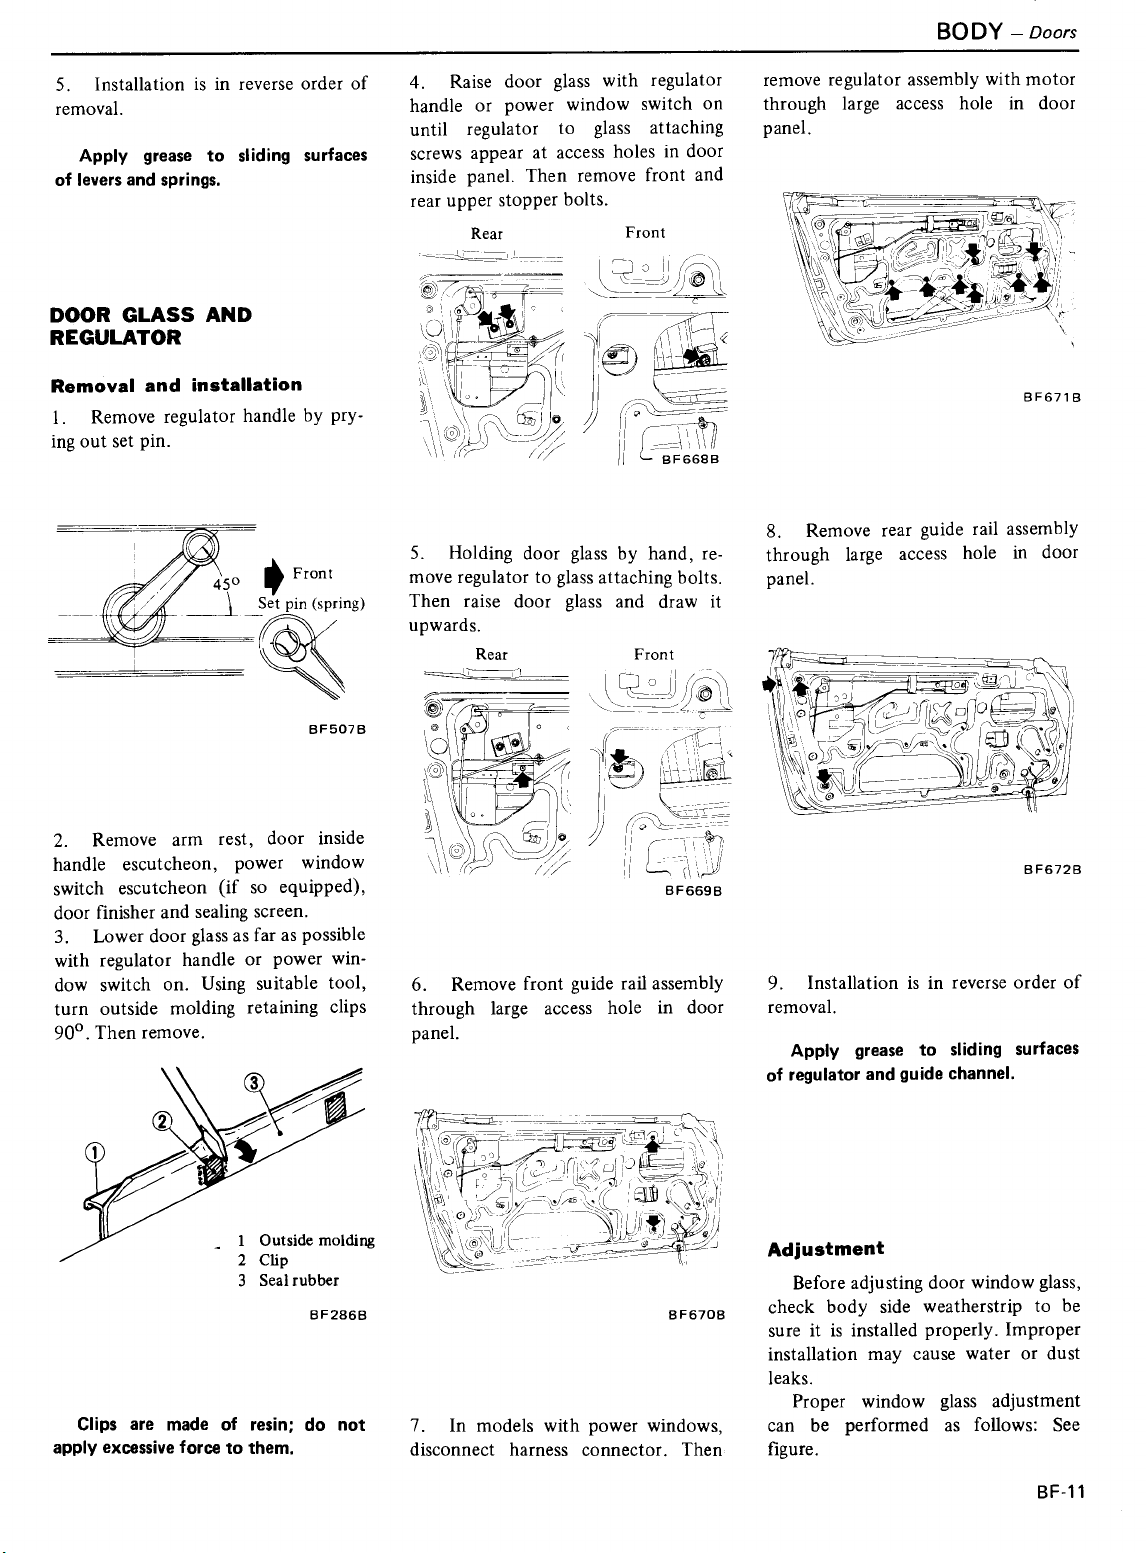 BODY – Doors
5. Installation is in reverse order of
removal.
Apply grease to sliding surfaces
of levers and springs.
DOOR GLASS AND
REGULATOR
Removal and installation
1. Remove regulator handle by pry-
ing out set pin.
45°
Front
Set pin (spring)
BF507B
2. Remove arm rest, door inside
handle escutcheon, power window
switch escutcheon (if so equipped),
door finisher and sealing screen.
3. Lower door glass as far as possible
with regulator handle or power win-
dow switch on. Using suitable tool,
turn outside molding retaining clips
90°. Then remove.
3
2
1
1 Outside molding
2 Clip
3 Seal rubber
BF286B
Clips are made of resin; do not
apply excessive force to them.
4. Raise door glass with regulator
handle or power window switch on
until regulator to glass attaching
screws appear at access holes in door
inside panel. Then remove front and
rear upper stopper bolts.
Rear Front
BF668B
5. Holding door glass by hand, re-
move regulator to glass attaching bolts.
Then raise door glass and draw it
upwards.
Rear Front
BF669B
6. Remove front guide rail assembly
through large access hole in door
panel.
BF670B
7. In models with power windows,
disconnect harness connector. Then
remove regulator assembly with motor
through large access hole in door
panel.
BF671B
8. Remove rear guide rail assembly
through large access hole in door
panel.
BF672B
9. Installation is in reverse order of
removal.
Apply grease to sliding surfaces
of regulator and guide channel.
Adjustment
Before adjusting door window glass,
check body side weatherstrip to be
sure it is installed properly. Improper
installation may cause water or dust
leaks.
Proper window glass adjustment
can be performed as follows: See
figure.
BF-11